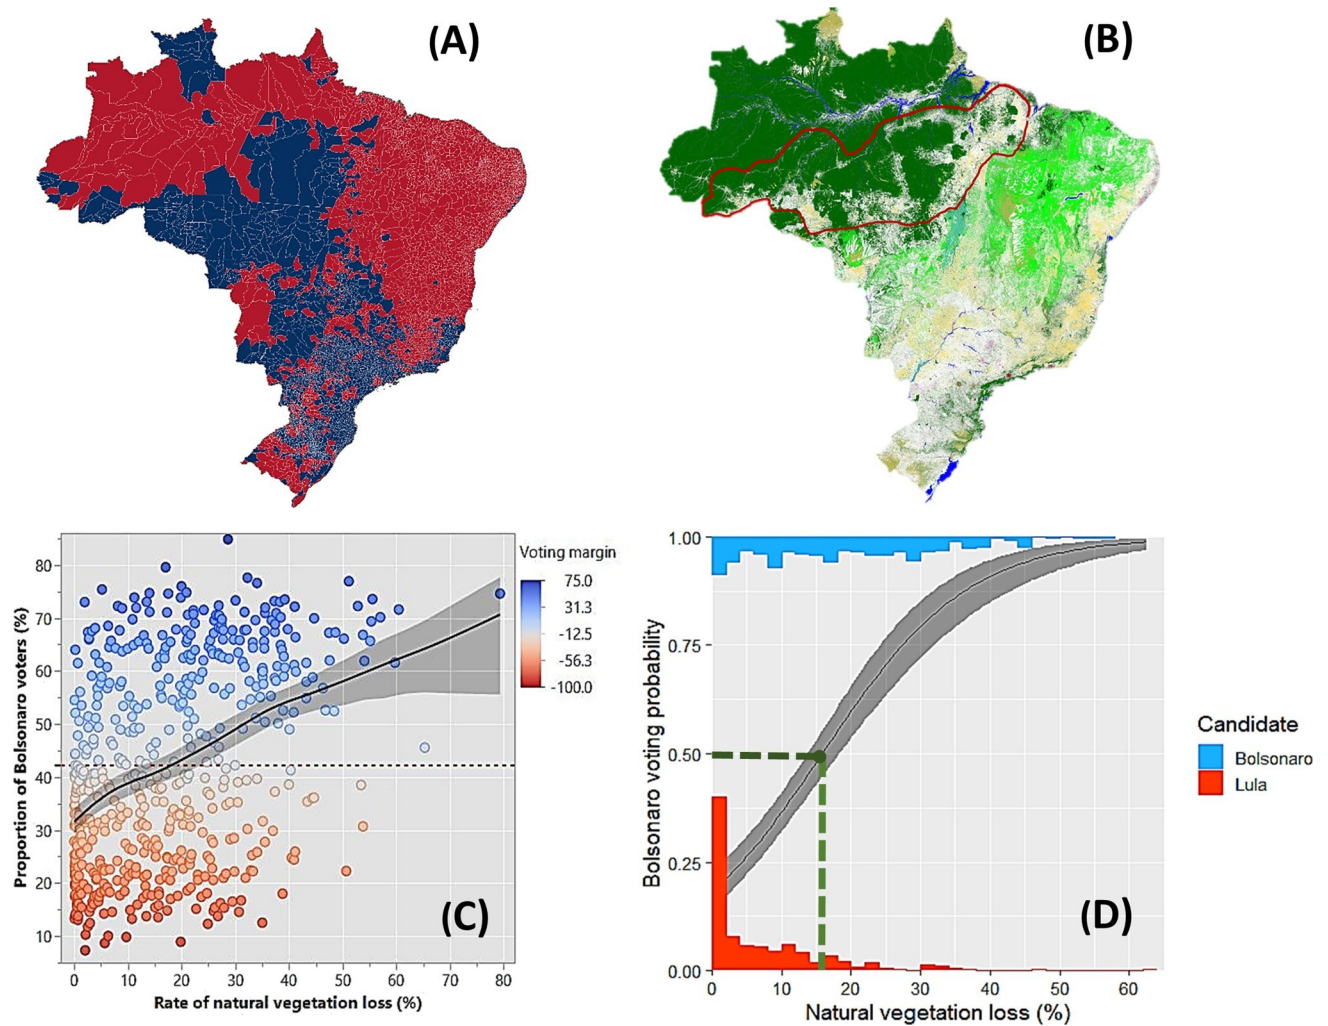 (A)
(B)
Proportion of Bolsonaro voters (%)
80
70
60
50
40
30
20
10
0
10
20
30
40
50
60
70
80
Rate of natural vegetation loss (%)
Voting margin
75.0
31.3
-12.5
-56.3
-100.0
(C)
Bolsonaro voting probability
1.00
0.75
0.50
0.25
0.00
0
10
20
30
40
50
60
Natural vegetation loss (%)
(D)
Candidate
Bolsonaro
Lula